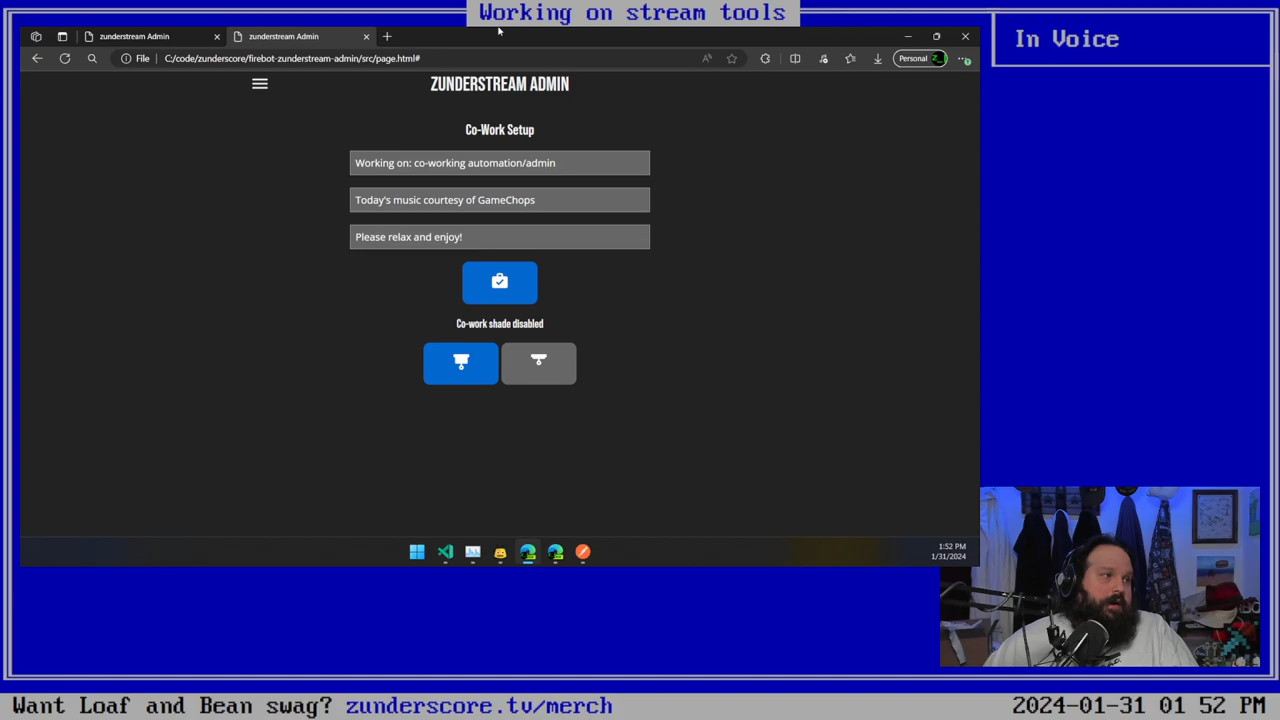 Working on stream tools
In Voice
zunderstream Admin
zunderstream Admin
File
C:/code/zunderscore/firebot-zunderstream-admin/src/page.html#
Personal
ZUNDERSTREAM ADMIN
Co-Work Setup
Working on: co-working automation/admin
Today's music courtesy of GameChops
Please relax and enjoy!
Co-work shade disabled
1:52 PM
1/31/2024
Want Loaf and Bean swag? zunderscore.tv/merch
2024-01-31 01 52 PM